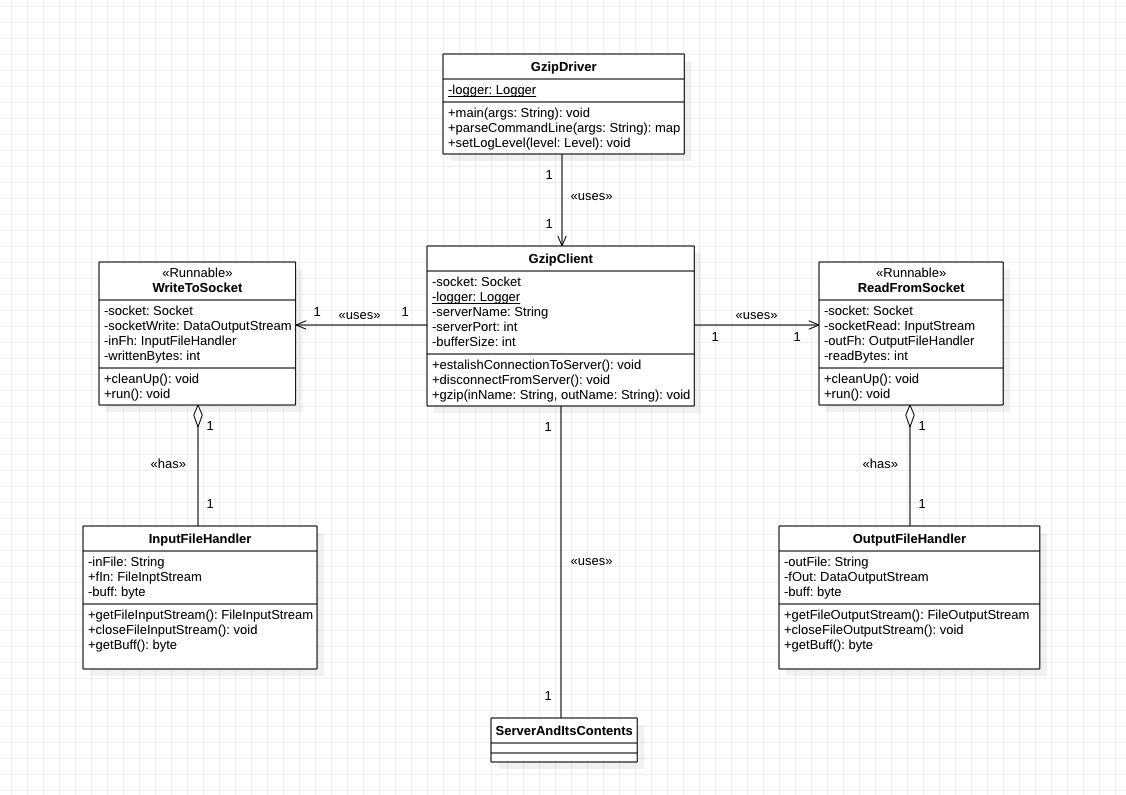 GzipDriver
-logger: Logger
+main(args: String): void
+parseCommandLine(args: String): map
+setLogLevel(level: Level): void
1
«uses»
1
«Runnable»
WriteToSocket
-socket: Socket
-socketWrite: DataOutputStream
-inFh: InputFileHandler
-writtenBytes: int
+cleanUp(): void
+run(): void
1
«uses»
1
GzipClient
-socket: Socket
-logger: Logger
-serverName: String
-serverPort: int
-bufferSize: int
+estalishConnectionToServer(): void
+disconnectFromServer(): void
+gzip(inName: String, outName: String): void
«uses»
1
1
«Runnable»
ReadFromSocket
-socket: Socket
-socketRead: InputStream
-outFh: OutputFileHandler
-readBytes: int
+cleanUp(): void
+run(): void
1
«has»
1
1
«uses»
1
1
«has»
1
InputFileHandler
-inFile: String
+fIn: FileInptStream
-buff: byte
+getFileInputStream(): FileInputStream
+closeFileInputStream(): void
+getBuff(): byte
OutputFileHandler
-outFile: String
-fOut: DataOutputStream
-buff: byte
+getFileOutputStream(): FileOutputStream
+closeFileOutputStream(): void
+getBuff(): byte
ServerAndItsContents